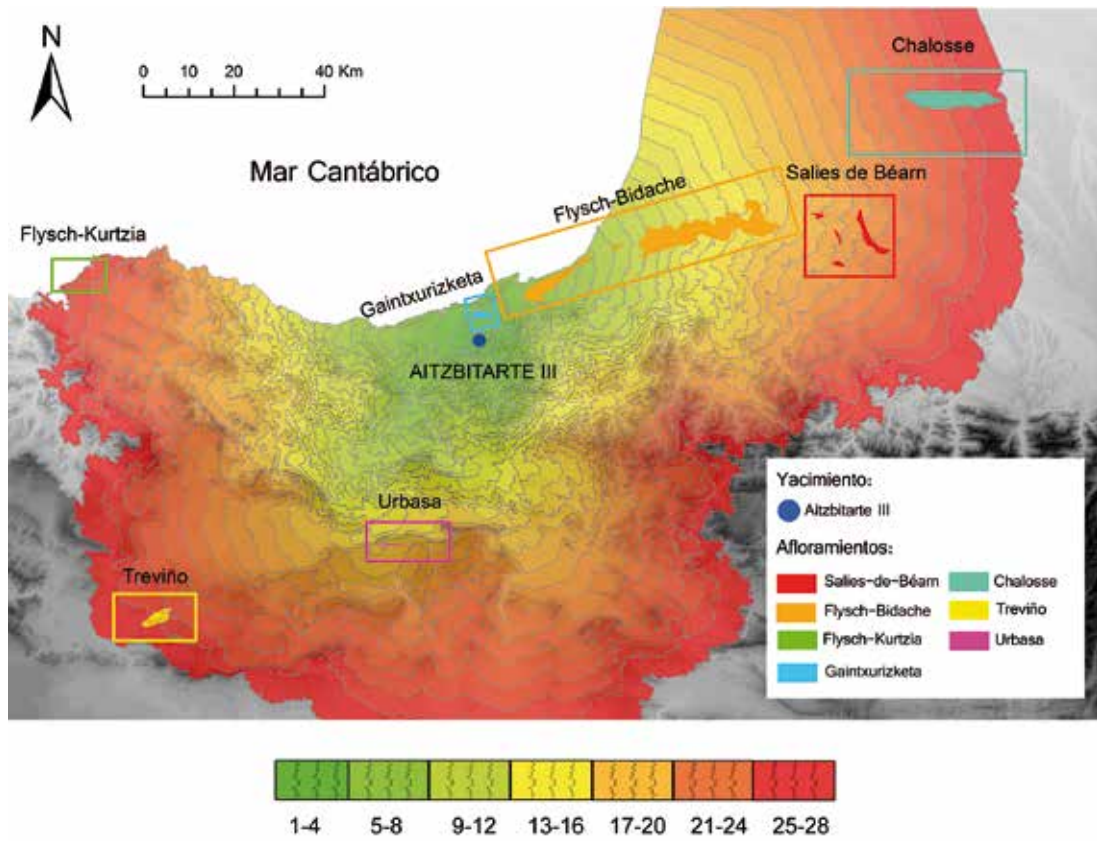 N
0 10 20 40 Km
Chalosse
Mar Cantábrico
Salies de Béarn
Flysch-Bidache
Flysch-Kurtzia
Gaintxurizketa
AITZBITARTE III
Urbasa
Treviño
Yacimiento:
Aitzbitarte III
Afloramientos:
Salies-de-Béarn
Chalosse
Flysch-Bidache
Treviño
Flysch-Kurtzia
Urbasa
Gaintxurizketa
1-4 5-8 9-12 13-16 17-20 21-24 25-28